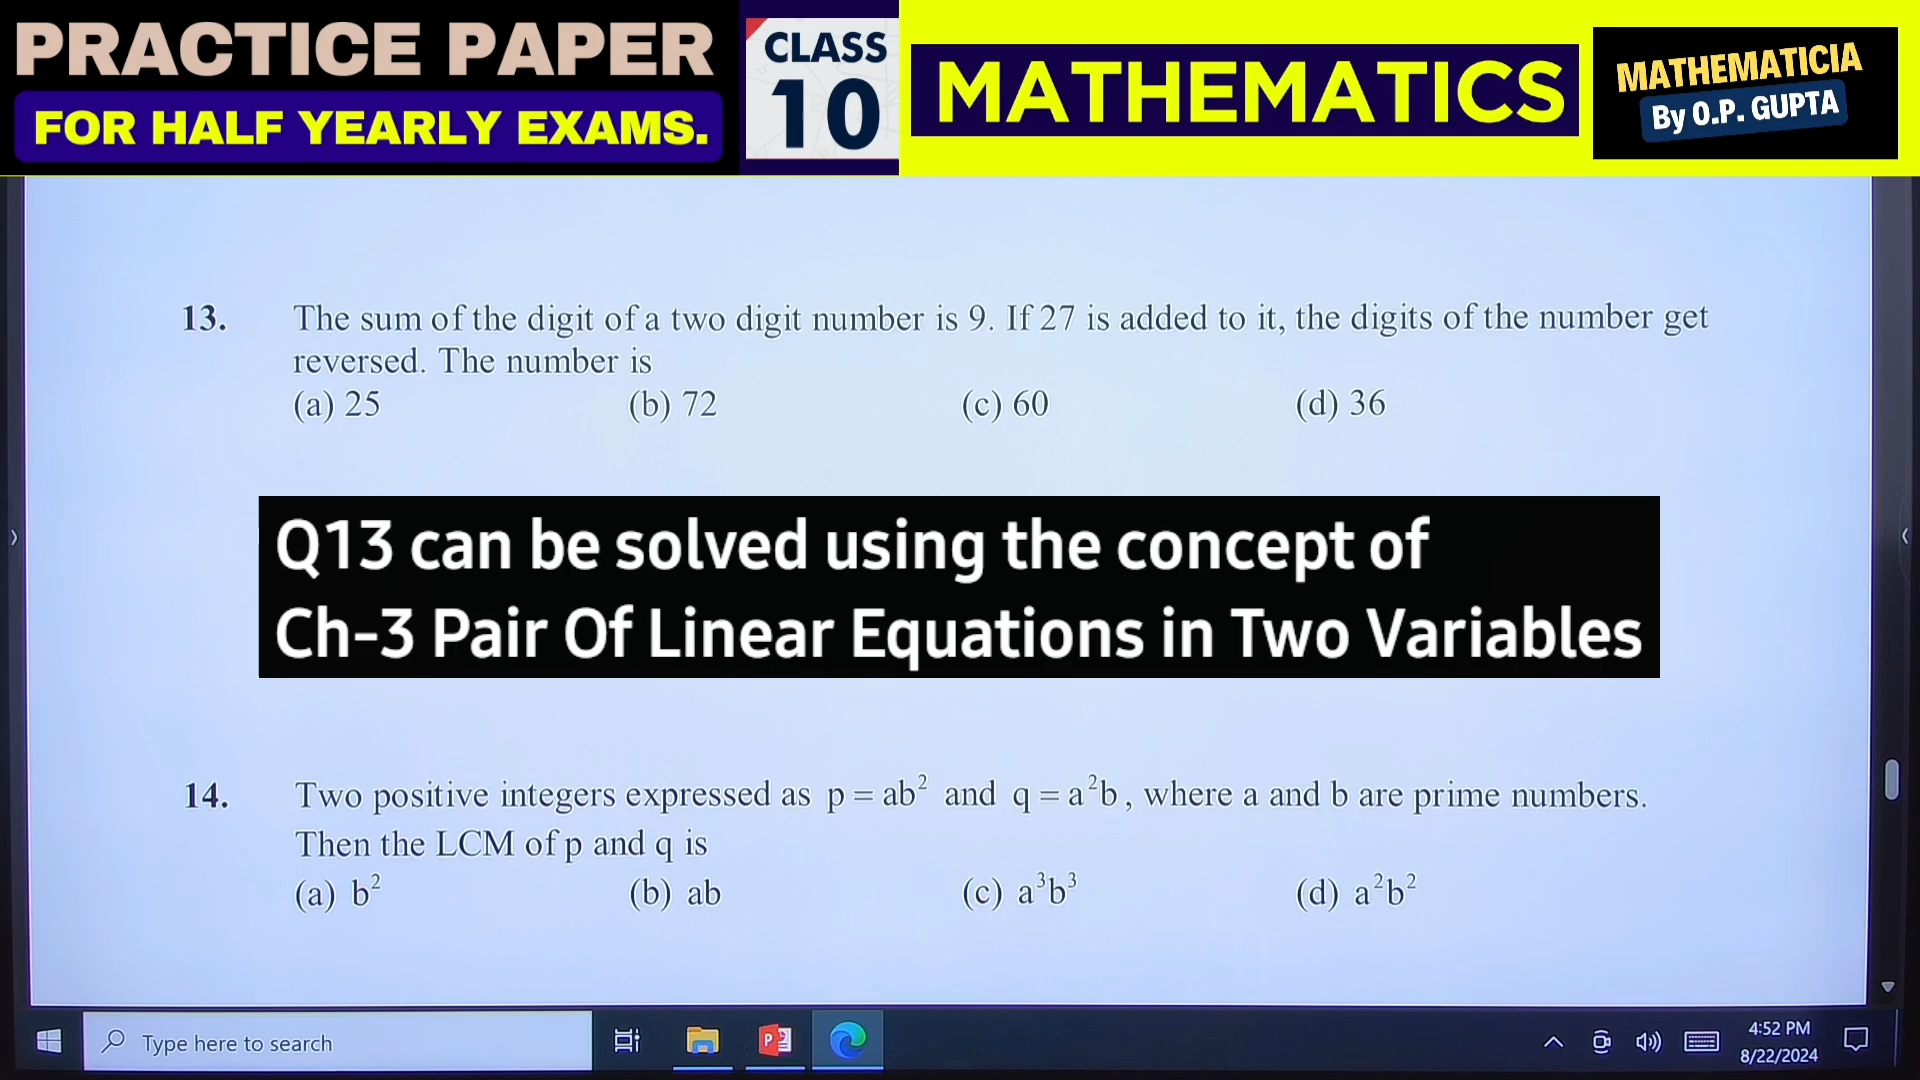 PRACTICE PAPER
FOR HALF YEARLY EXAMS.
CLASS
10
MATHEMATICS
MATHEMATICIA
By O.P. GUPTA
13. The sum of the digit of a two digit number is 9. If 27 is added to it, the digits of the number get
reversed. The number is
(a) 25 (b) 72 (c) 60 (d) 36
Q13 can be solved using the concept of
Ch-3 Pair Of Linear Equations in Two Variables
14. Two positive integers expressed as p = ab² and q = a²b, where a and b are prime numbers.
Then the LCM of p and q is
(a) b² (b) ab (c) a³b³ (d) a²b²
Type here to search
4:52 PM
8/22/2024